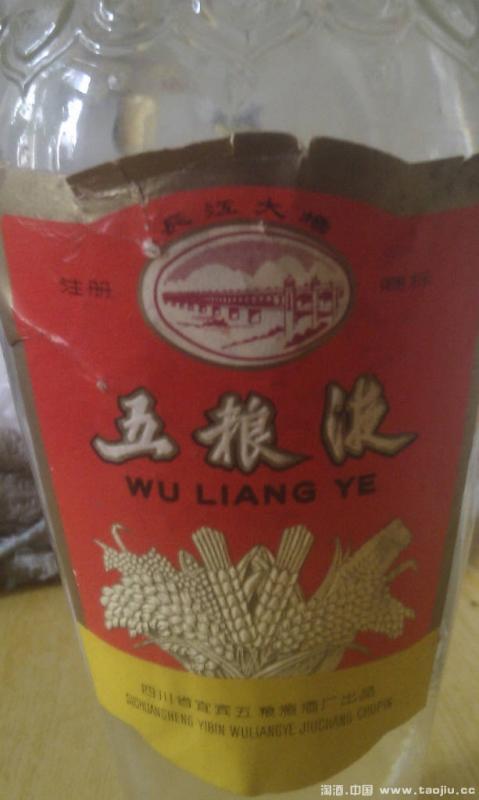 长江大桥
注册 商标
五粮液
WU LIANG YE
四川省宜宾五粮液酒厂出品
SICHUANSHENG YIBIN WULIANGYE JIUCHANG CHUPIN
淘酒.中国 www.taojiu.cc